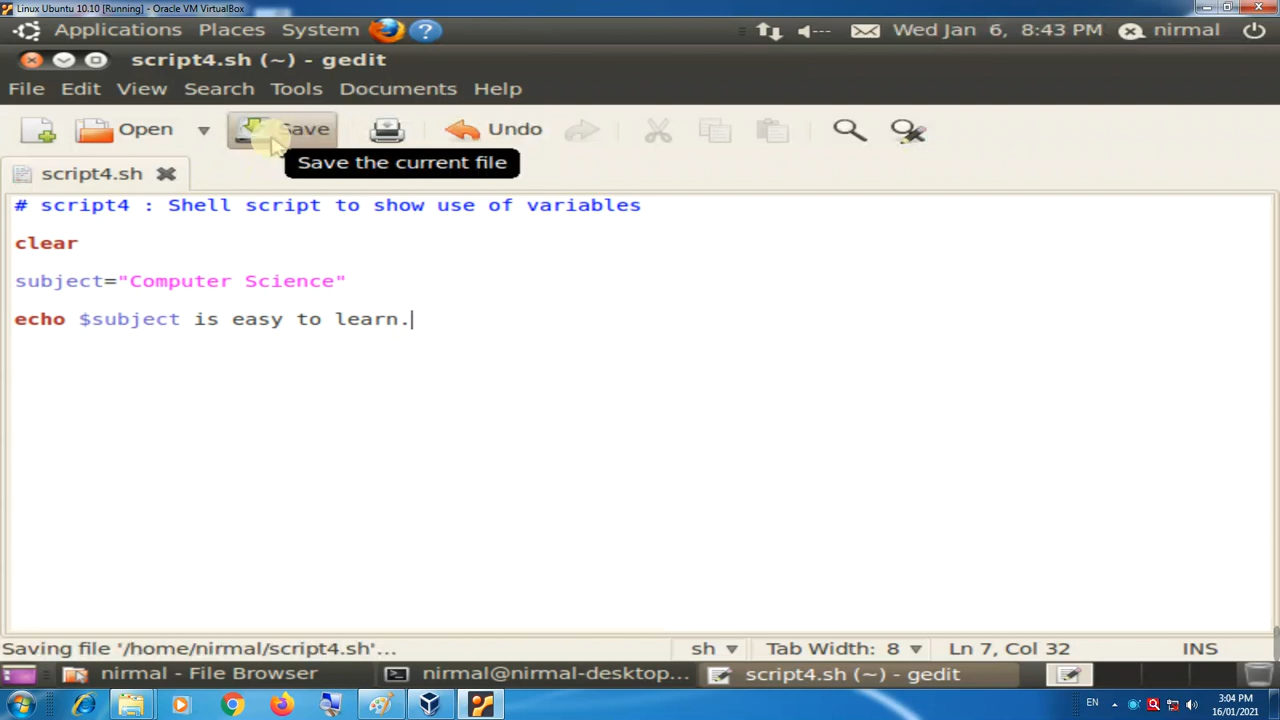 Linux Ubuntu 10.10 [Running] - Oracle VM VirtualBox
Applications Places System ? Wed Jan 6, 8:43 PM nirmal
script4.sh (~) - gedit
File Edit View Search Tools Documents Help
Open Save Undo
Save the current file
script4.sh
# script4 : Shell script to show use of variables
clear
subject="Computer Science"
echo $subject is easy to learn.
Saving file '/home/nirmal/script4.sh'... sh Tab Width: 8 Ln 7, Col 32 INS
nirmal - File Browser nirmal@nirmal-desktop... script4.sh (~) - gedit
EN 3:04 PM
16/01/2021